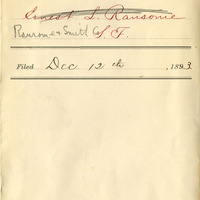 Ernest L. Ransome
Ransome & Smith Co S. F.
Filed Dec. 12th, 1893